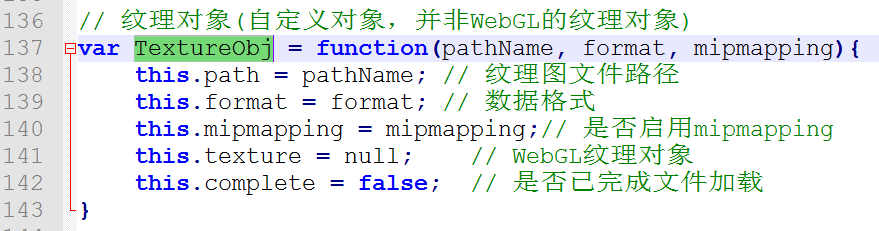 136 // 纹理对象(自定义对象，并非WebGL的纹理对象)
137 var TextureObj = function(pathName, format, mipmapping){
138     this.path = pathName; // 纹理图文件路径
139     this.format = format; // 数据格式
140     this.mipmapping = mipmapping;// 是否启用mipmapping
141     this.texture = null;    // WebGL纹理对象
142     this.complete = false;  // 是否已完成文件加载
143 }